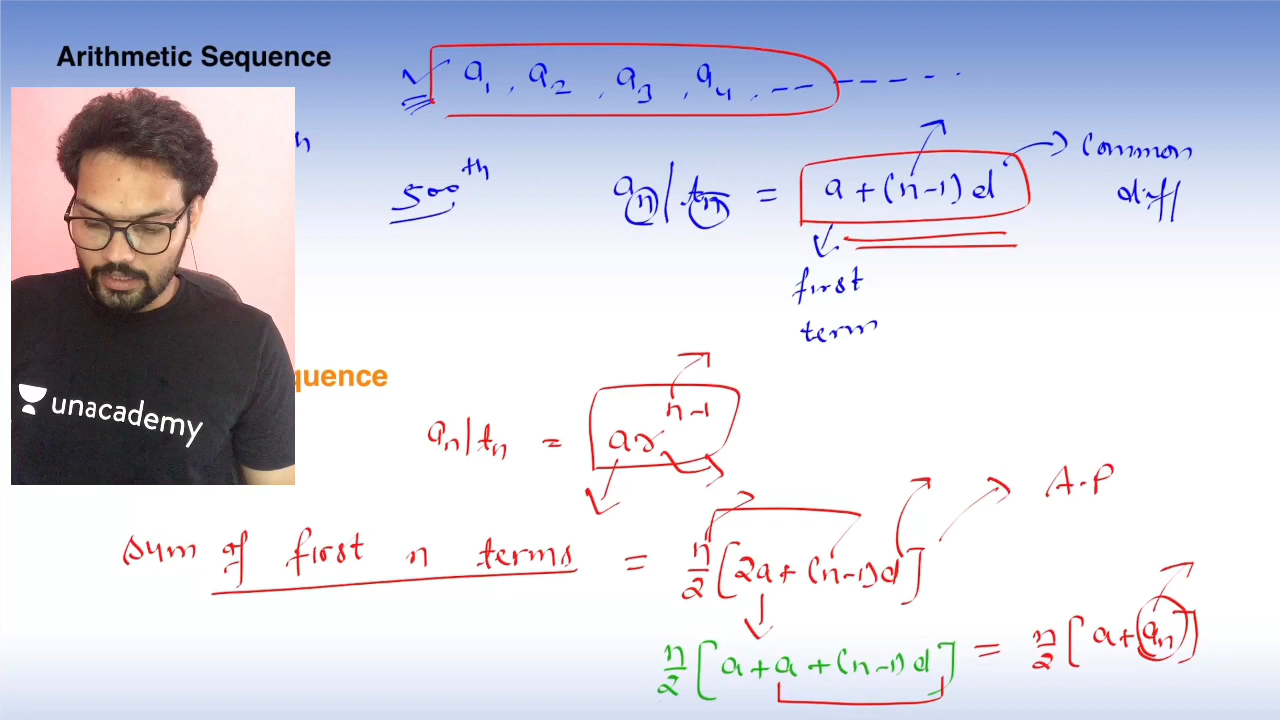 Arithmetic Sequence
a₁, a₂, a₃, a₄, -------
n
500ᵗʰ
aₙ/tₙ = a + (n-1)d
common
diff
first
term
quence
unacademy
aₙ/tₙ = arⁿ⁻¹
A.P
sum of first n terms = n/2 [2a + (n-1)d]
n/2 [a + a + (n-1)d] = n/2 [a + aₙ]